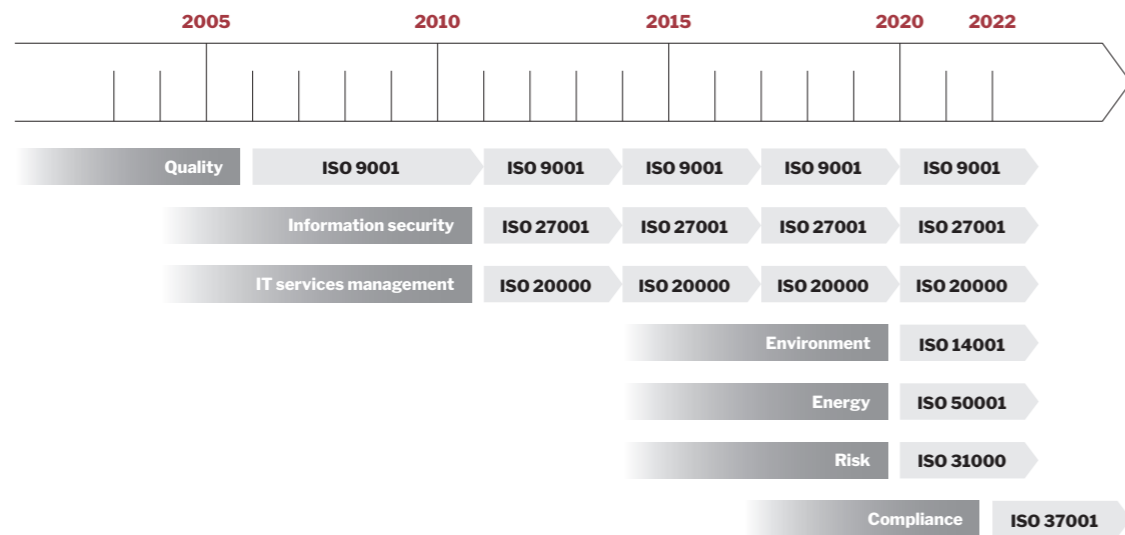 2005 2010 2015 2020 2022
Quality ISO 9001 ISO 9001 ISO 9001 ISO 9001 ISO 9001
Information security ISO 27001 ISO 27001 ISO 27001 ISO 27001
IT services management ISO 20000 ISO 20000 ISO 20000 ISO 20000
Environment ISO 14001
Energy ISO 50001
Risk ISO 31000
Compliance ISO 37001